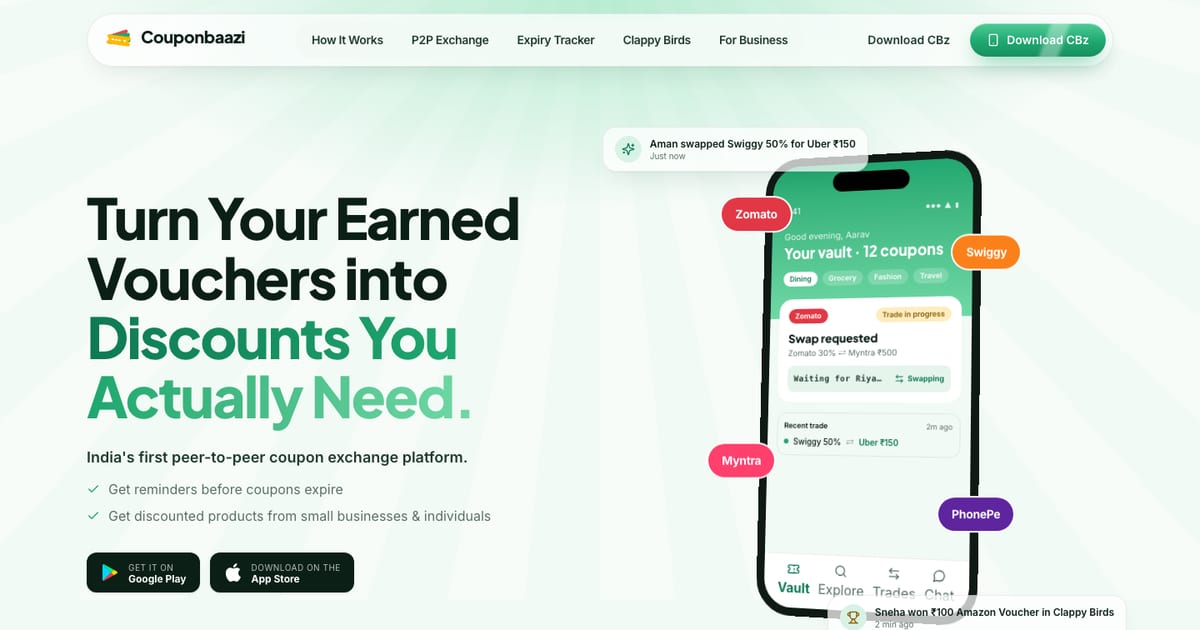 Couponbaazi
How It Works
P2P Exchange
Expiry Tracker
Clappy Birds
For Business
Download CBz
Download CBz
Turn Your Earned
Vouchers into
Discounts You
Actually Need.
India's first peer-to-peer coupon exchange platform.
Get reminders before coupons expire
Get discounted products from small businesses & individuals
GET IT ON
Google Play
DOWNLOAD ON THE
App Store
Aman swapped Swiggy 50% for Uber ₹150
Just now
Zomato
41
Good evening, Aarav
Your vault · 12 coupons
Swiggy
Dining
Grocery
Fashion
Travel
Zomato
Trade in progress
Swap requested
Zomato 30% ⇌ Myntra ₹500
Waiting for Riya…
Swapping
Recent trade
2m ago
Swiggy 50% ⇌ Uber ₹150
Myntra
PhonePe
Vault
Explore
Trades
Chat
Sneha won ₹100 Amazon Voucher in Clappy Birds
2 min ago